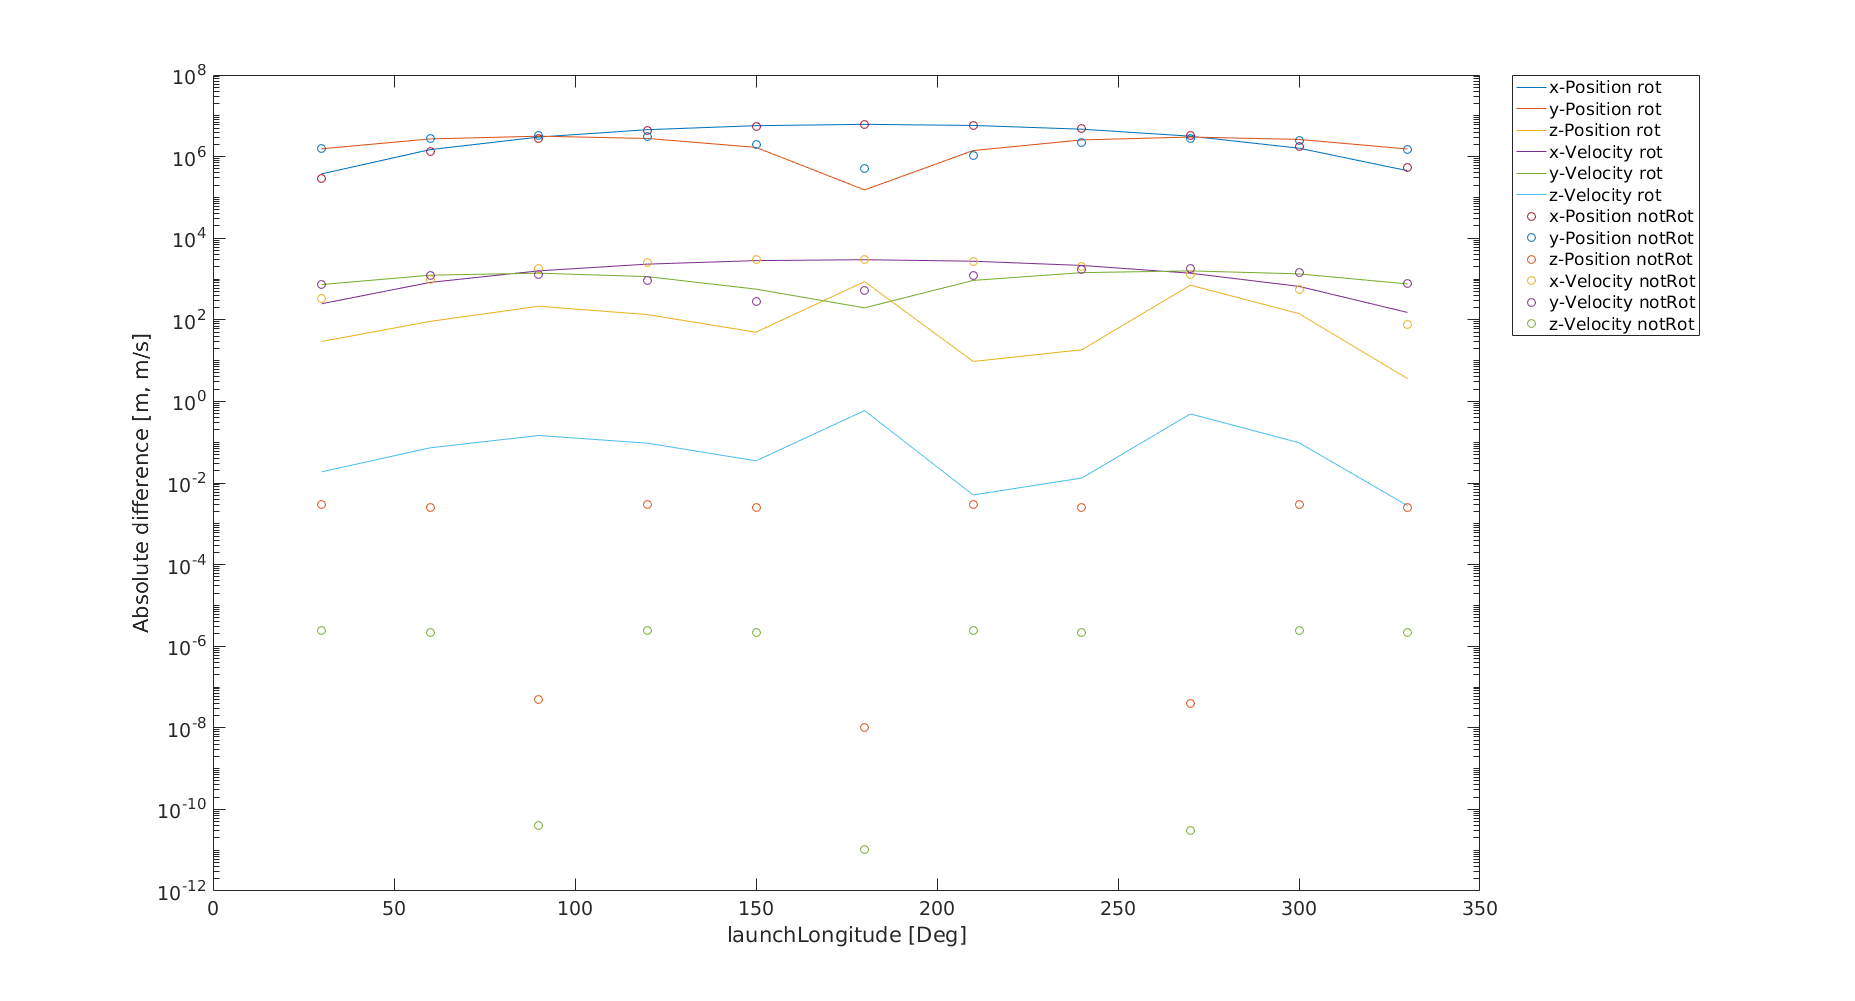 10^8
10^6
10^4
10^2
10^0
10^-2
10^-4
10^-6
10^-8
10^-10
10^-12
Absolute difference [m, m/s]
0 50 100 150 200 250 300 350
launchLongitude [Deg]
x-Position rot
y-Position rot
z-Position rot
x-Velocity rot
y-Velocity rot
z-Velocity rot
x-Position notRot
y-Position notRot
z-Position notRot
x-Velocity notRot
y-Velocity notRot
z-Velocity notRot